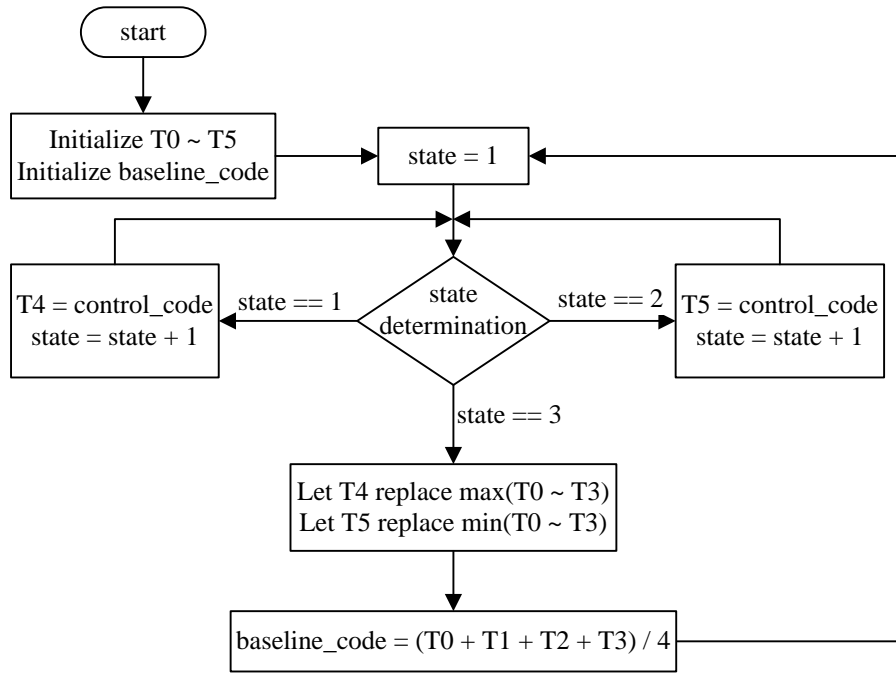 start
Initialize T0 ~ T5
Initialize baseline_code
state = 1
state == 1
state
determination
state == 2
T4 = control_code
state = state + 1
T5 = control_code
state = state + 1
state == 3
Let T4 replace max(T0 ~ T3)
Let T5 replace min(T0 ~ T3)
baseline_code = (T0 + T1 + T2 + T3) / 4